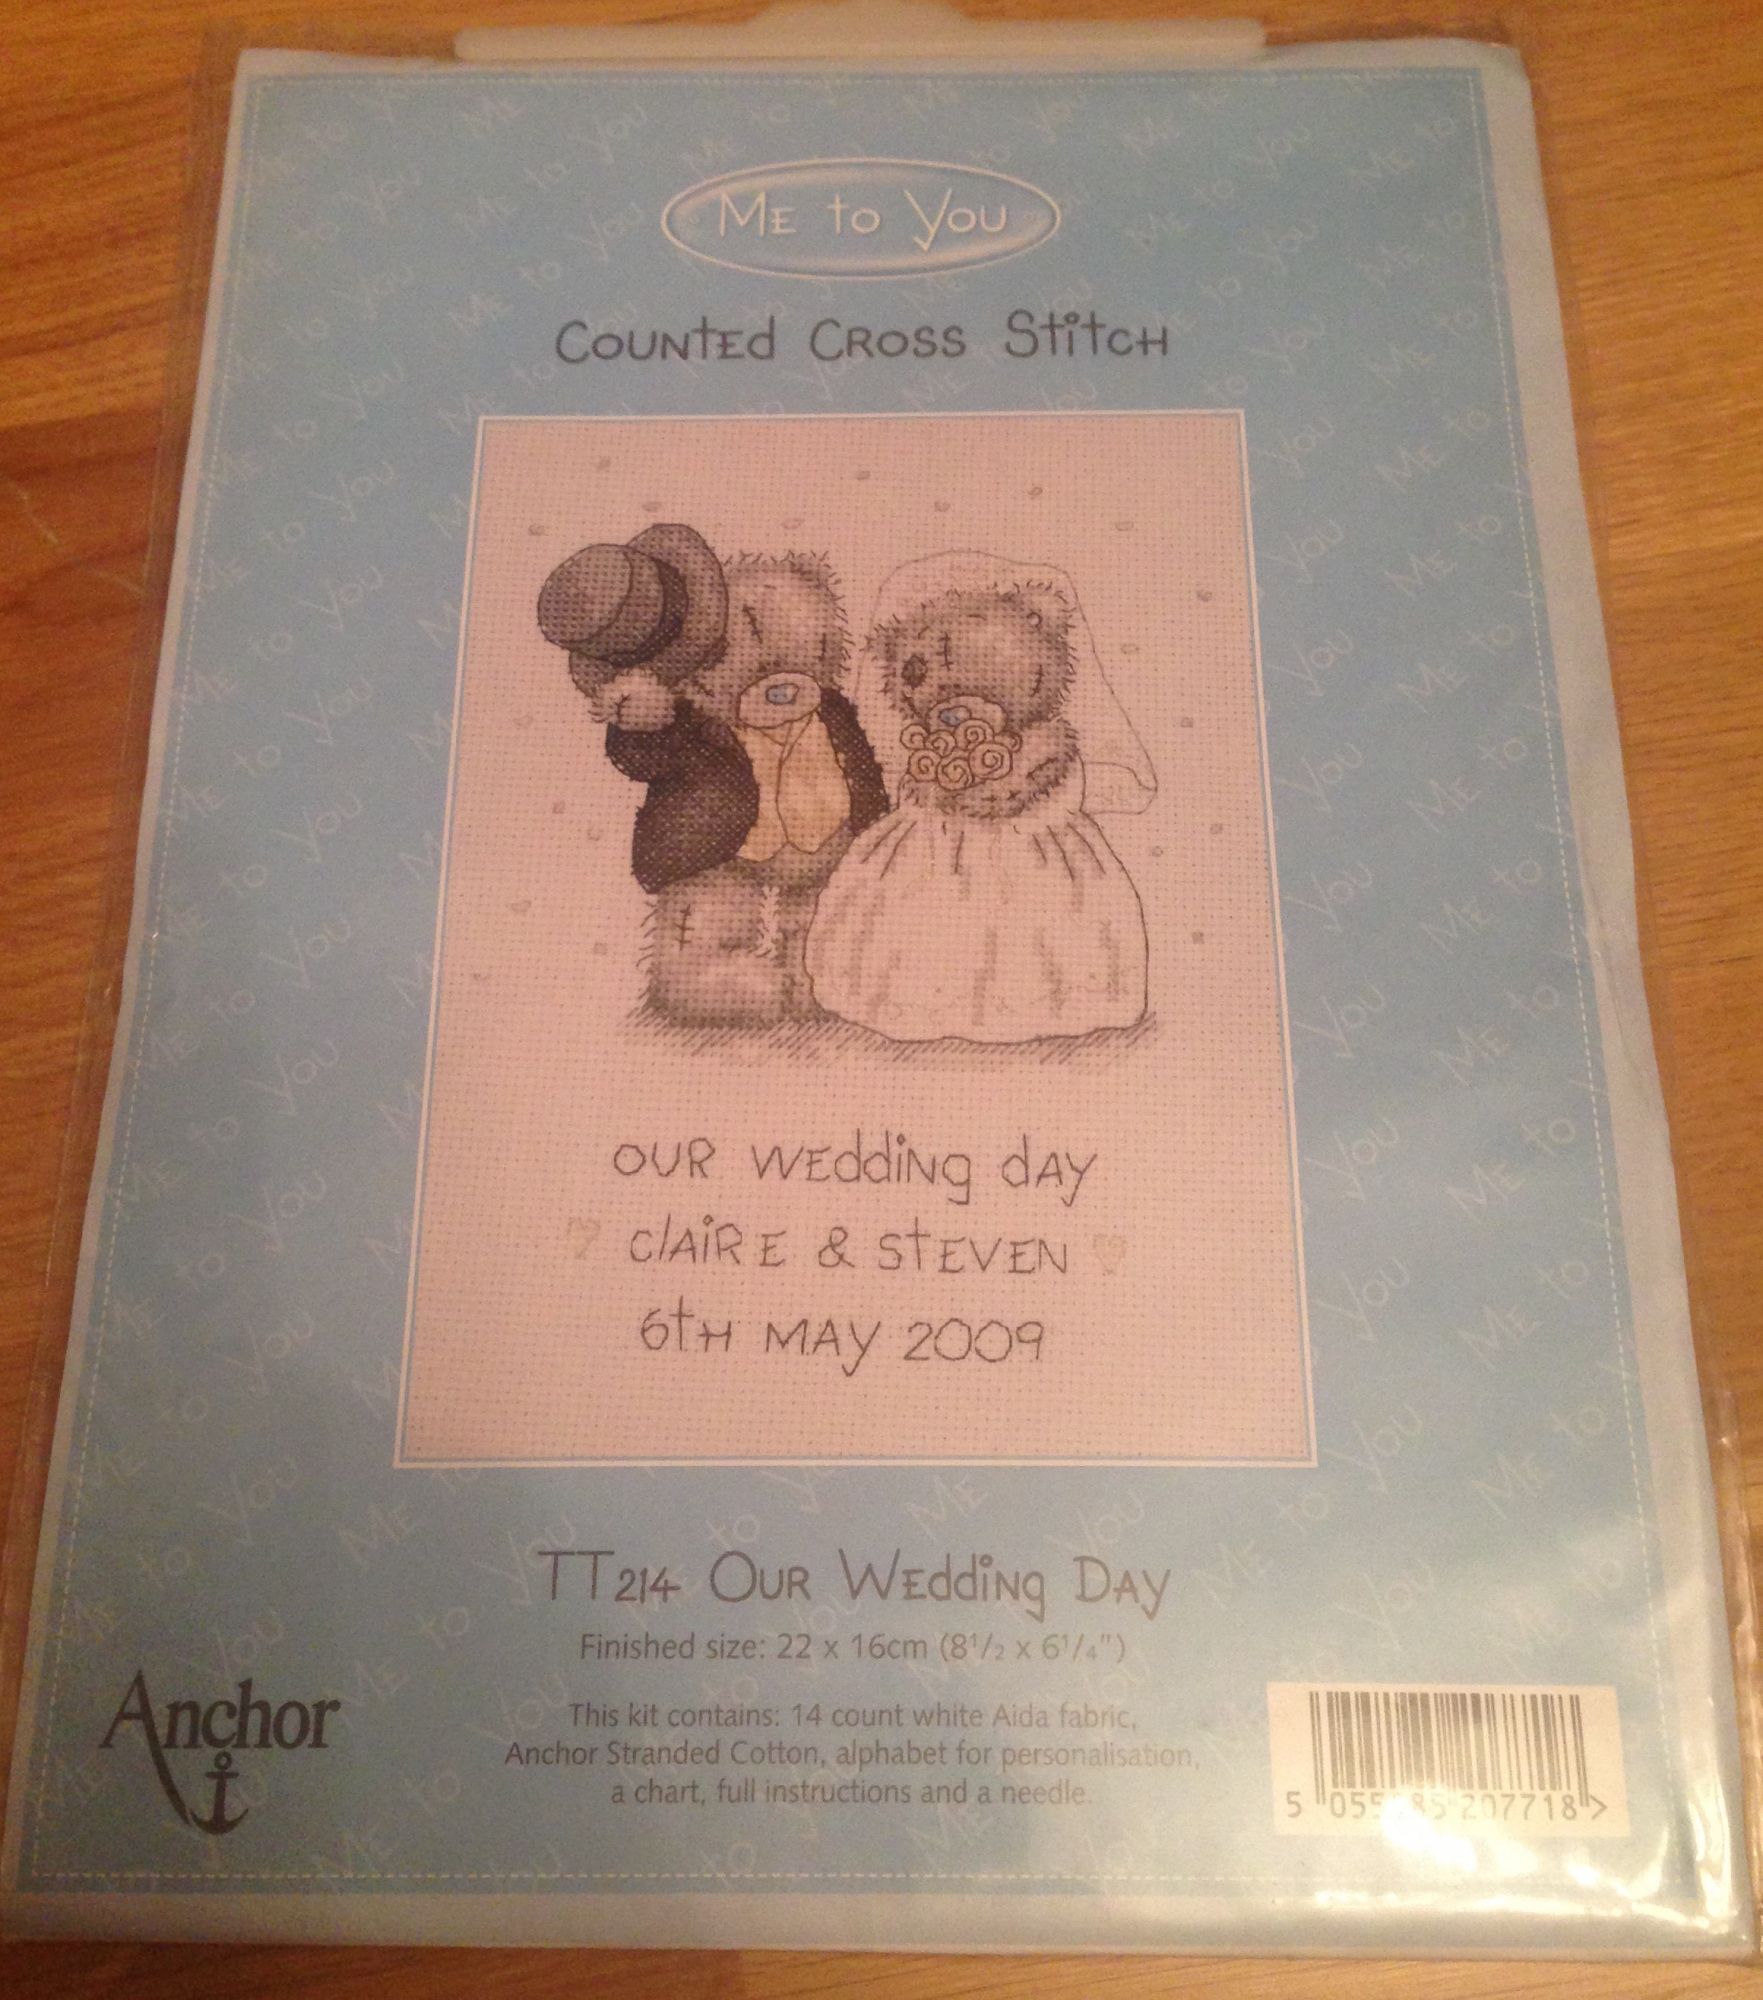 Me to You
Counted Cross Stitch
OUR WEdding dAy
clAiRE & StEVEN
6tH MAy 2009
TT214 Our Wedding Day
Finished size: 22 x 16cm (8½ x 6¼")
This kit contains: 14 count white Aida fabric,
Anchor Stranded Cotton, alphabet for personalisation,
a chart, full instructions and a needle.
Anchor
5 207718 >